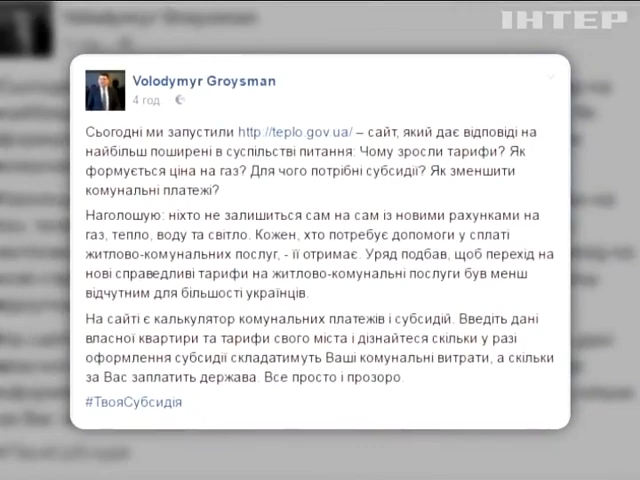 Volodymyr Groysman
ІНТЕР
Volodymyr Groysman
4 год.
Сьогодні ми запустили http://teplo.gov.ua/ – сайт, який дає відповіді на
найбільш поширені в суспільстві питання: Чому зросли тарифи? Як
формується ціна на газ? Для чого потрібні субсидії? Як зменшити
комунальні платежі?
Наголошую: ніхто не залишиться сам на сам із новими рахунками на
газ, тепло, воду та світло. Кожен, хто потребує допомоги у сплаті
житлово-комунальних послуг, - її отримає. Уряд подбав, щоб перехід на
нові справедливі тарифи на житлово-комунальні послуги був менш
відчутним для більшості українців.
На сайті є калькулятор комунальних платежів і субсидій. Введіть дані
власної квартири та тарифи свого міста і дізнайтеся скільки у разі
оформлення субсидії складатимуть Ваші комунальні витрати, а скільки
за Вас заплатить держава. Все просто і прозоро.
#ТвояСубсидія